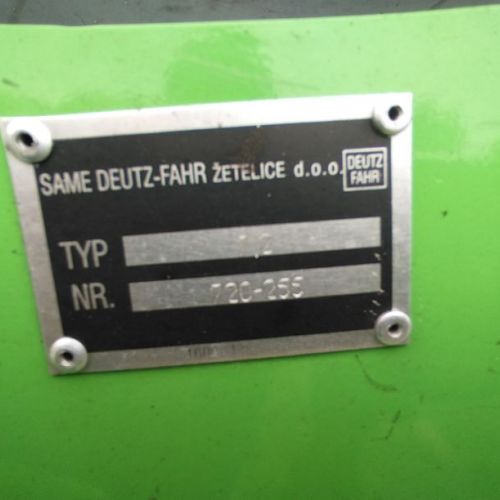 SAME DEUTZ-FAHR ŽETELICE d.o.o.
DEUTZ
FAHR
TYP
NR. 720-255